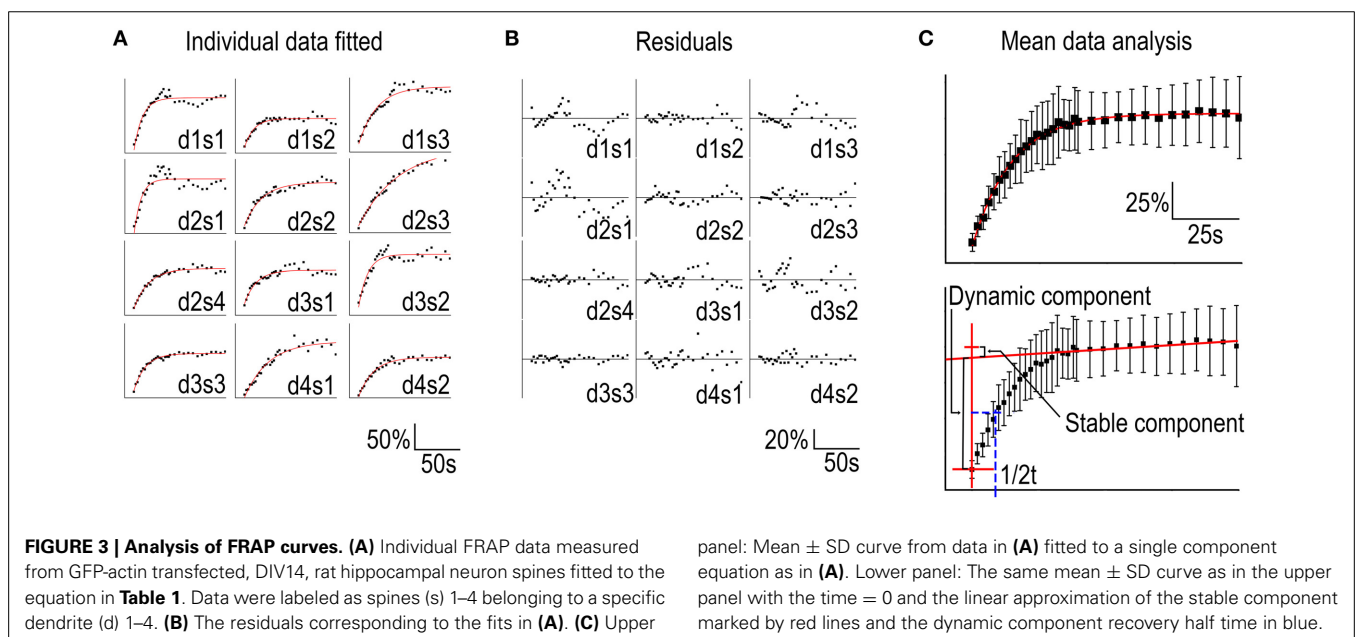 A Individual data fitted
d1s1 d1s2 d1s3
d2s1 d2s2 d2s3
d2s4 d3s1 d3s2
d3s3 d4s1 d4s2
50%
50s
B Residuals
d1s1 d1s2 d1s3
d2s1 d2s2 d2s3
d2s4 d3s1 d3s2
d3s3 d4s1 d4s2
20%
50s
C Mean data analysis
25%
25s
Dynamic component
Stable component
1/2t
FIGURE 3 | Analysis of FRAP curves. (A) Individual FRAP data measured
from GFP-actin transfected, DIV14, rat hippocampal neuron spines fitted to the
equation in Table 1. Data were labeled as spines (s) 1–4 belonging to a specific
dendrite (d) 1–4. (B) The residuals corresponding to the fits in (A). (C) Upper
panel: Mean ± SD curve from data in (A) fitted to a single component
equation as in (A). Lower panel: The same mean ± SD curve as in the upper
panel with the time = 0 and the linear approximation of the stable component
marked by red lines and the dynamic component recovery half time in blue.